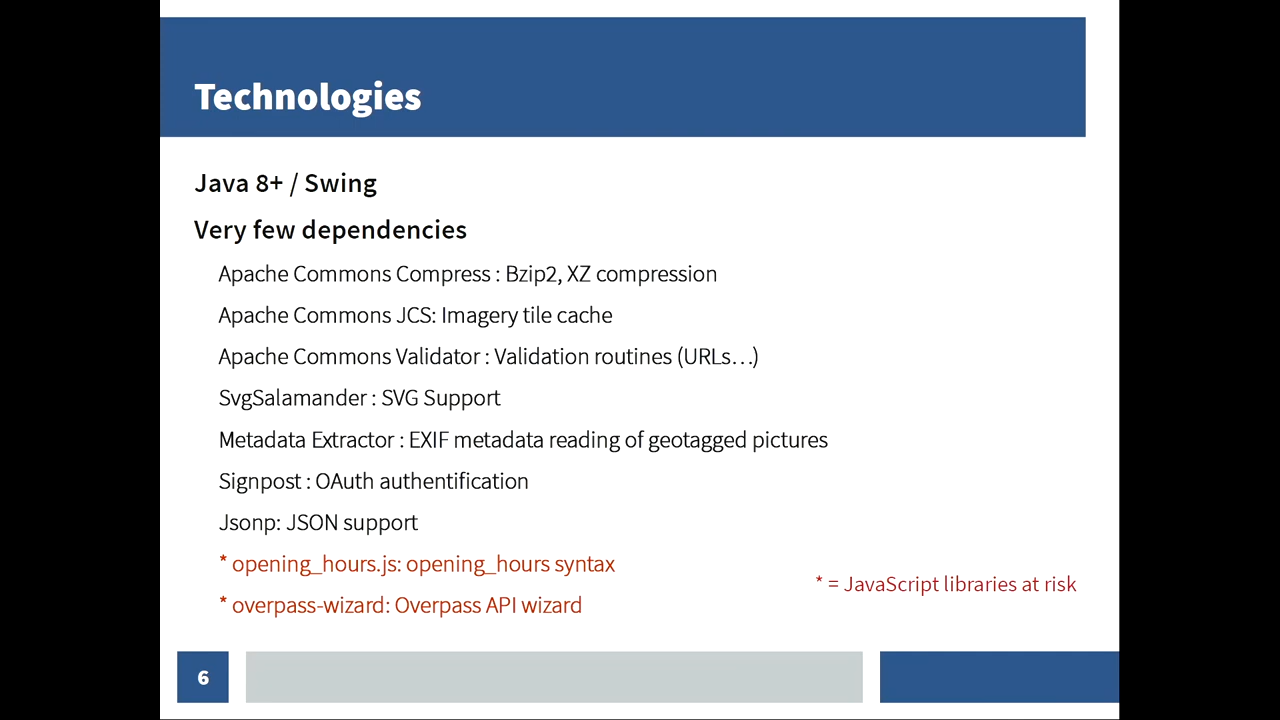 Technologies
Java 8+ / Swing
Very few dependencies
Apache Commons Compress : Bzip2, XZ compression
Apache Commons JCS: Imagery tile cache
Apache Commons Validator : Validation routines (URLs…)
SvgSalamander : SVG Support
Metadata Extractor : EXIF metadata reading of geotagged pictures
Signpost : OAuth authentification
Jsonp: JSON support
* opening_hours.js: opening_hours syntax
* = JavaScript libraries at risk
* overpass-wizard: Overpass API wizard
6